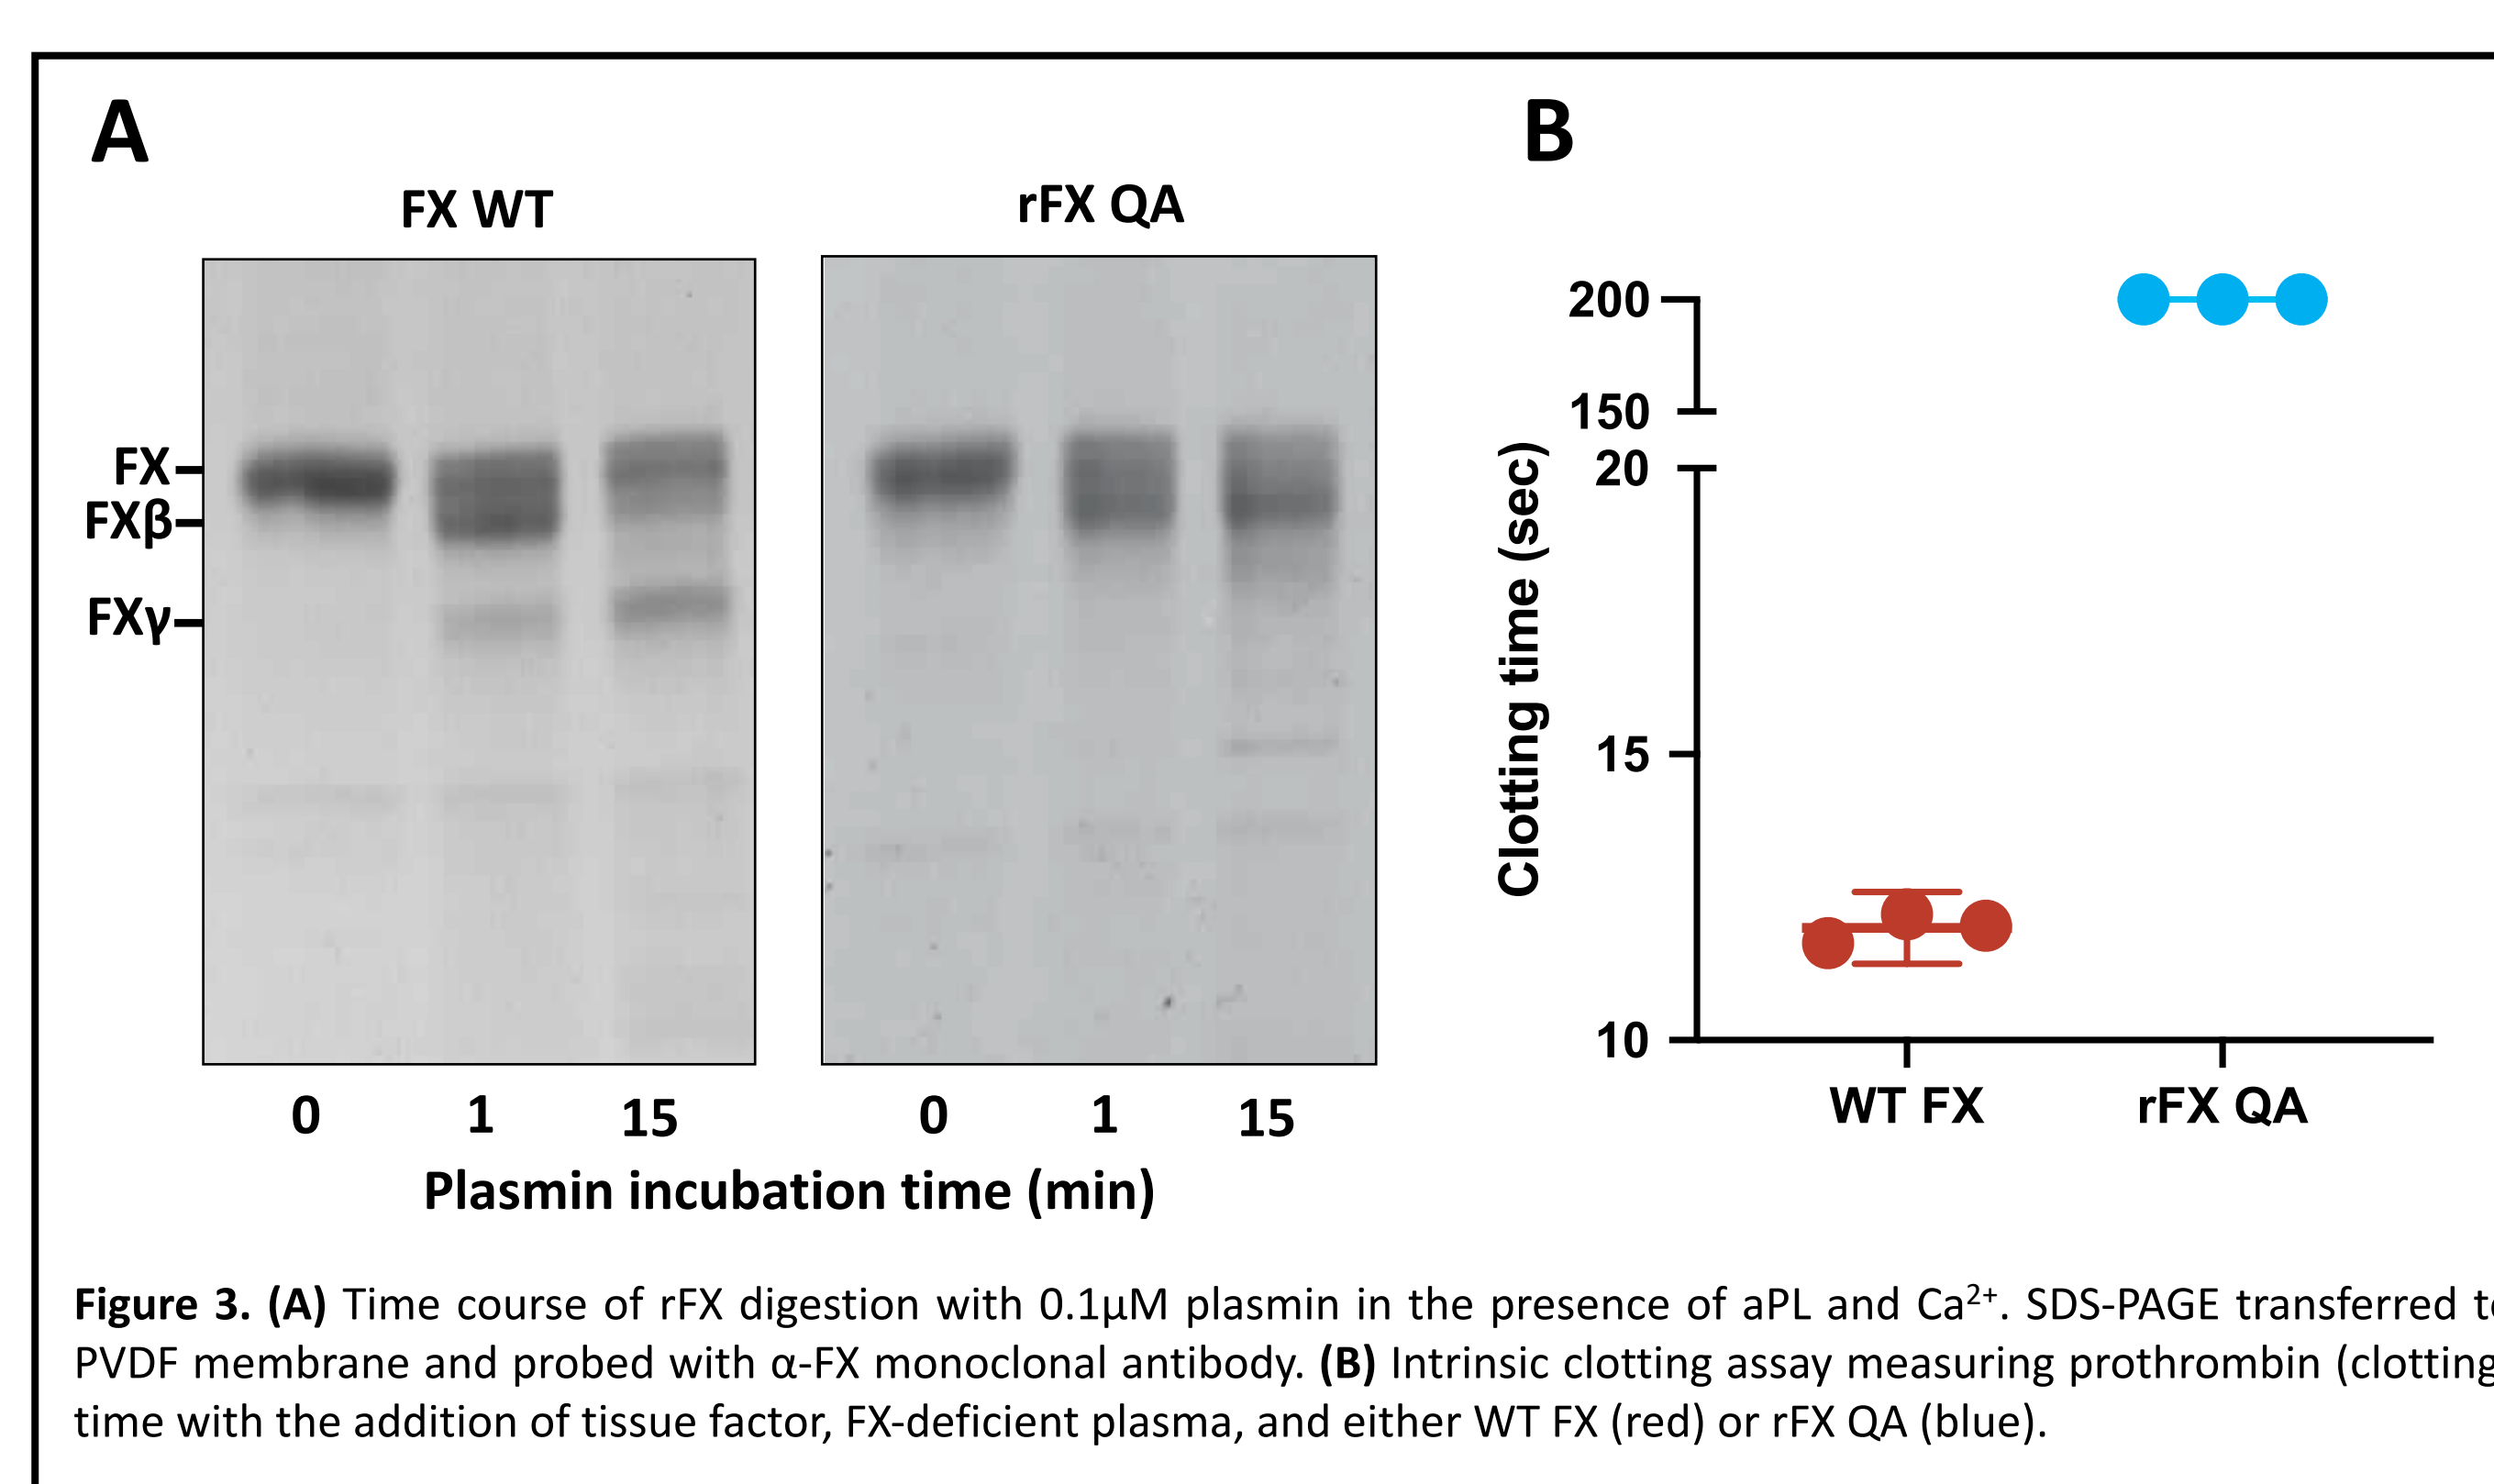 A
B
FX WT
rFX QA
FX
FXβ
FXγ
0
1
15
0
1
15
Plasmin incubation time (min)
Clotting time (sec)
200
150
20
15
10
WT FX
rFX QA
Figure 3. (A) Time course of rFX digestion with 0.1µM plasmin in the presence of aPL and Ca²⁺. SDS-PAGE transferred
PVDF membrane and probed with α-FX monoclonal antibody. (B) Intrinsic clotting assay measuring prothrombin (clotting
time with the addition of tissue factor, FX-deficient plasma, and either WT FX (red) or rFX QA (blue).